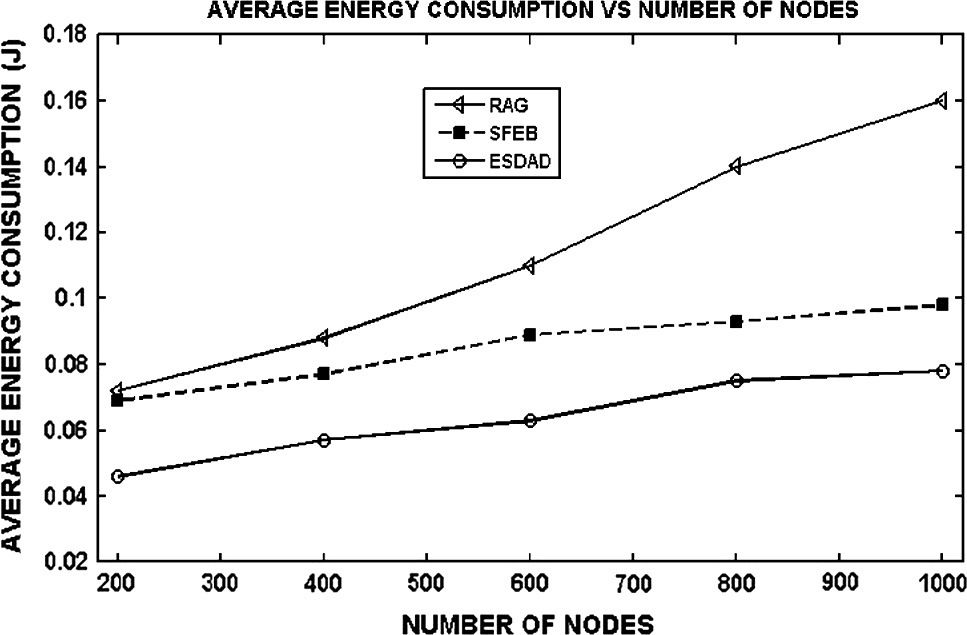 AVERAGE ENERGY CONSUMPTION VS NUMBER OF NODES
AVERAGE ENERGY CONSUMPTION (J)
0.18
0.16
0.14
0.12
0.1
0.08
0.06
0.04
0.02
RAG
SFEB
ESDAD
200 300 400 500 600 700 800 900 1000
NUMBER OF NODES